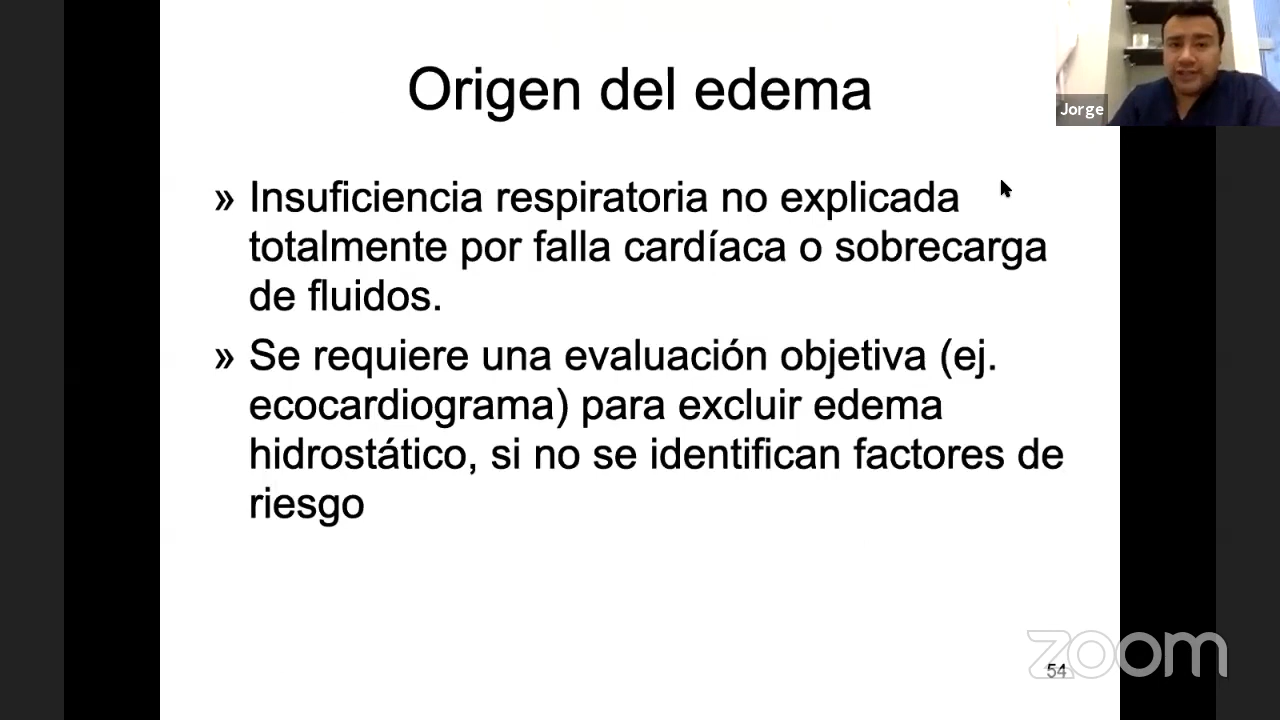 Origen del edema
Jorge
» Insuficiencia respiratoria no explicada
totalmente por falla cardíaca o sobrecarga
de fluidos.
» Se requiere una evaluación objetiva (ej.
ecocardiograma) para excluir edema
hidrostático, si no se identifican factores de
riesgo
zoom
54